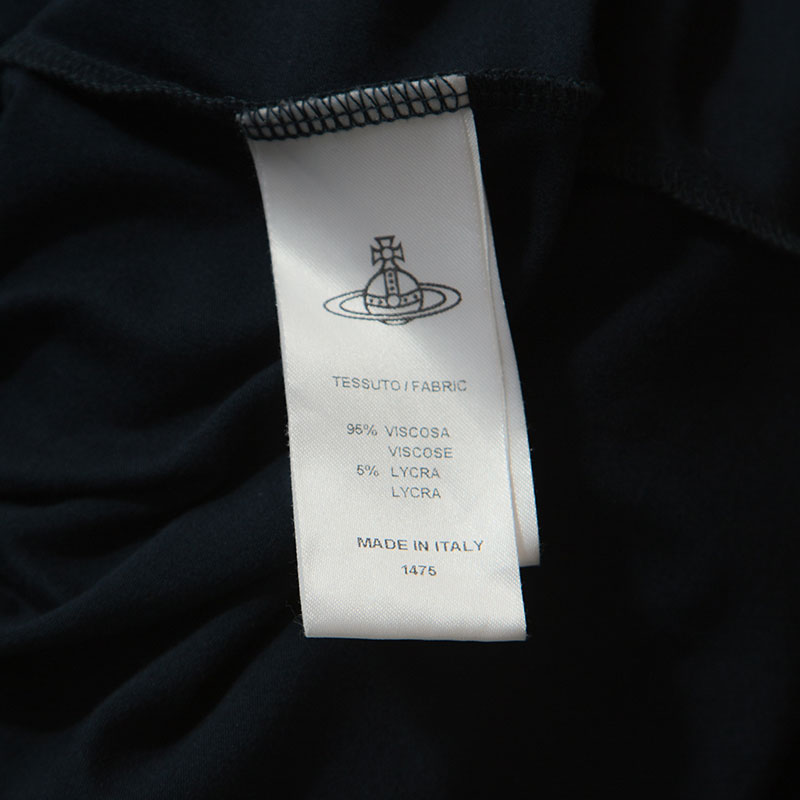 TESSUTO / FABRIC
95% VISCOSA
VISCOSE
5% LYCRA
LYCRA
MADE IN ITALY
1475